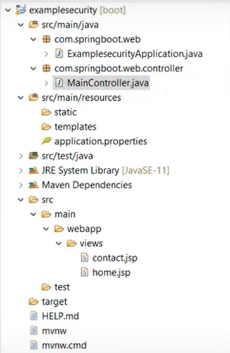 examplesecurity [boot]
src/main/java
com.springboot.web
ExamplesecurityApplication.java
com.springboot.web.controller
MainController.java
src/main/resources
static
templates
application.properties
src/test/java
JRE System Library [JavaSE-11]
Maven Dependencies
src
main
webapp
views
contact.jsp
home.jsp
test
target
HELP.md
mvnw
mvnw.cmd